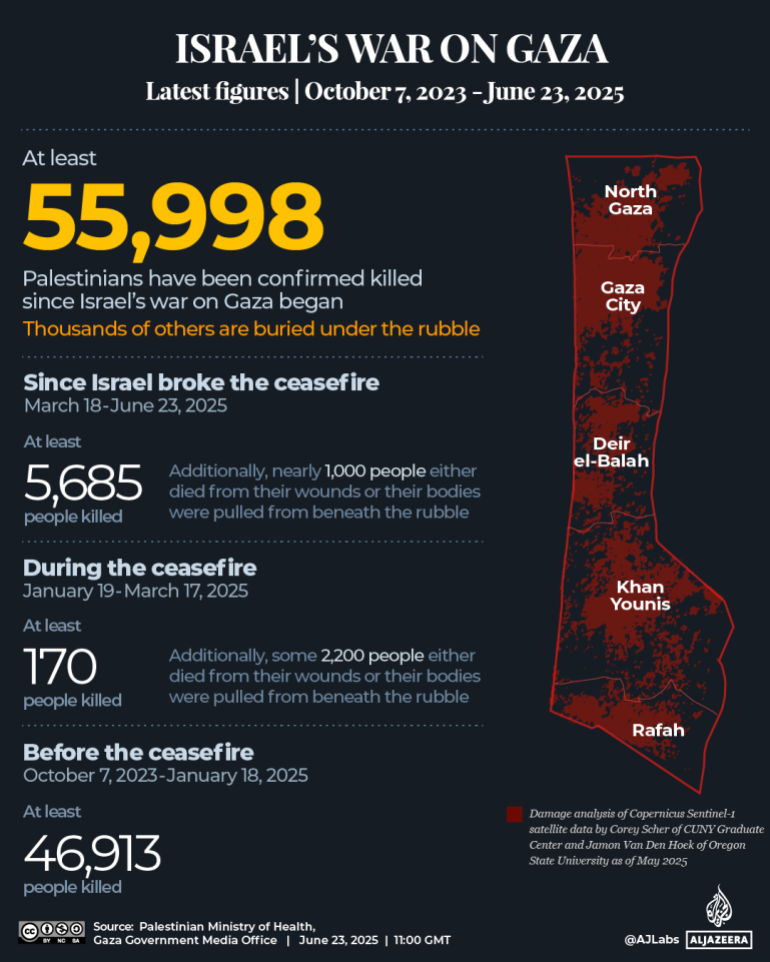 ISRAEL'S WAR ON GAZA
Latest figures | October 7, 2023 - June 23, 2025
At least
55,998
Palestinians have been confirmed killed
since Israel's war on Gaza began
Thousands of others are buried under the rubble
Since Israel broke the ceasefire
March 18-June 23, 2025
At least
5,685
people killed
Additionally, nearly 1,000 people either
died from their wounds or their bodies
were pulled from beneath the rubble
During the ceasefire
January 19-March 17, 2025
At least
170
people killed
Additionally, some 2,200 people either
died from their wounds or their bodies
were pulled from beneath the rubble
Before the ceasefire
October 7, 2023-January 18, 2025
At least
46,913
people killed
North
Gaza
Gaza
City
Deir
el-Balah
Khan
Younis
Rafah
Damage analysis of Copernicus Sentinel-1
satellite data by Corey Scher of CUNY Graduate
Center and Jamon Van Den Hoek of Oregon
State University as of May 2025
cc BY NC SA
Source: Palestinian Ministry of Health,
Gaza Government Media Office | June 23, 2025 | 11:00 GMT
@AJLabs ALJAZEERA